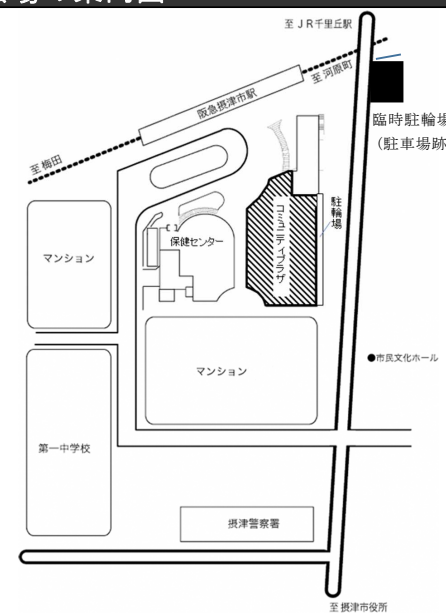 至 ＪＲ千里丘駅
阪急摂津市駅
至 河原町
臨時駐輪場
(駐車場跡
至 梅田
コミュニティプラザ
駐輪場
保健センター
マンション
マンション
●市民文化ホール
第一中学校
摂津警察署
至 摂津市役所